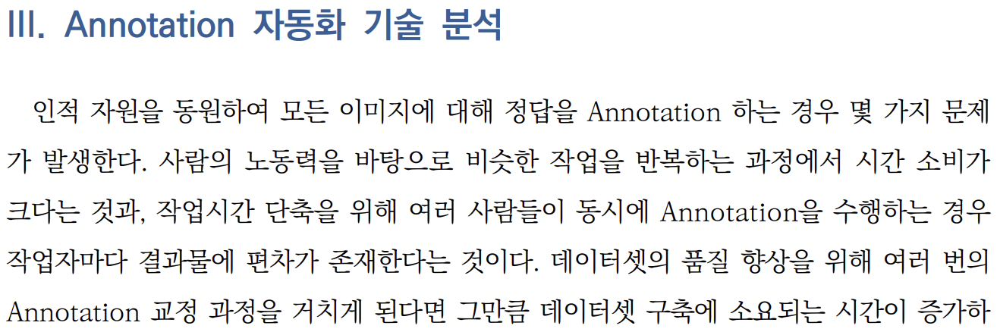 III. Annotation 자동화 기술 분석
인적 자원을 동원하여 모든 이미지에 대해 정답을 Annotation 하는 경우 몇 가지 문제
가 발생한다. 사람의 노동력을 바탕으로 비슷한 작업을 반복하는 과정에서 시간 소비가
크다는 것과, 작업시간 단축을 위해 여러 사람들이 동시에 Annotation을 수행하는 경우
작업자마다 결과물에 편차가 존재한다는 것이다. 데이터셋의 품질 향상을 위해 여러 번의
Annotation 교정 과정을 거치게 된다면 그만큼 데이터셋 구축에 소요되는 시간이 증가하